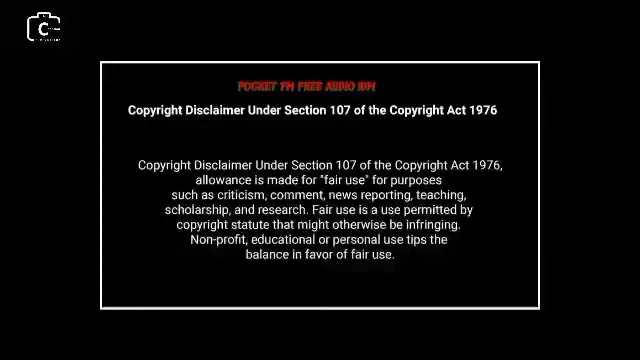 POCKET FM FREE AUDIO IDM
Copyright Disclaimer Under Section 107 of the Copyright Act 1976
Copyright Disclaimer Under Section 107 of the Copyright Act 1976,
allowance is made for "fair use" for purposes
such as criticism, comment, news reporting, teaching,
scholarship, and research. Fair use is a use permitted by
copyright statute that might otherwise be infringing.
Non-profit, educational or personal use tips the
balance in favor of fair use.